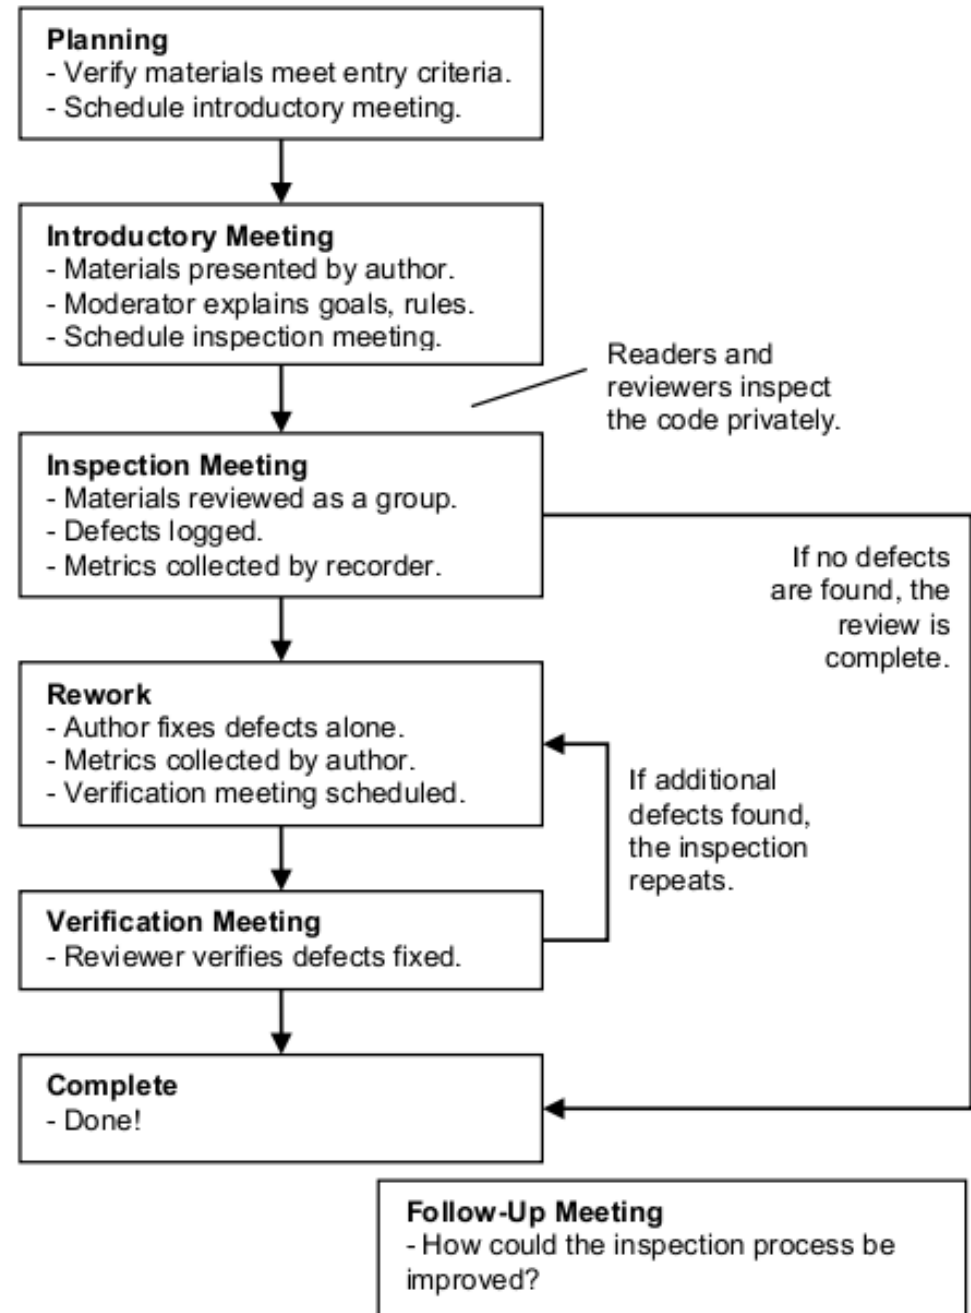 Planning
- Verify materials meet entry criteria.
- Schedule introductory meeting.
Introductory Meeting
- Materials presented by author.
- Moderator explains goals, rules.
- Schedule inspection meeting.
Readers and
reviewers inspect
the code privately.
Inspection Meeting
- Materials reviewed as a group.
- Defects logged.
- Metrics collected by recorder.
If no defects
are found, the
review is
complete.
Rework
- Author fixes defects alone.
- Metrics collected by author.
- Verification meeting scheduled.
If additional
defects found,
the inspection
repeats.
Verification Meeting
- Reviewer verifies defects fixed.
Complete
- Done!
Follow-Up Meeting
- How could the inspection process be
improved?